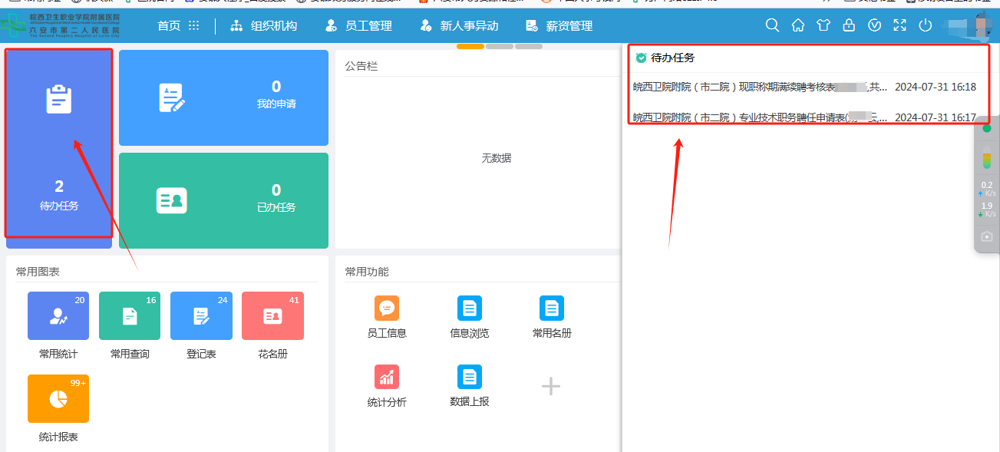 皖西卫生职业学院附属医院
六安市第二人民医院
首页
组织机构
员工管理
新人事异动
薪资管理
2
待办任务
0
我的申请
0
已办任务
公告栏
无数据
待办任务
皖西卫院附院（市二院）现职称期满续聘考核表 ,共... 2024-07-31 16:18
皖西卫院附院（市二院）专业技术职务聘任申请表( ... 2024-07-31 16:17
0.2
K/s
1.9
K/s
常用图表
20
常用统计
16
常用查询
24
登记表
41
花名册
99+
统计报表
常用功能
员工信息
信息浏览
常用名册
统计分析
数据上报